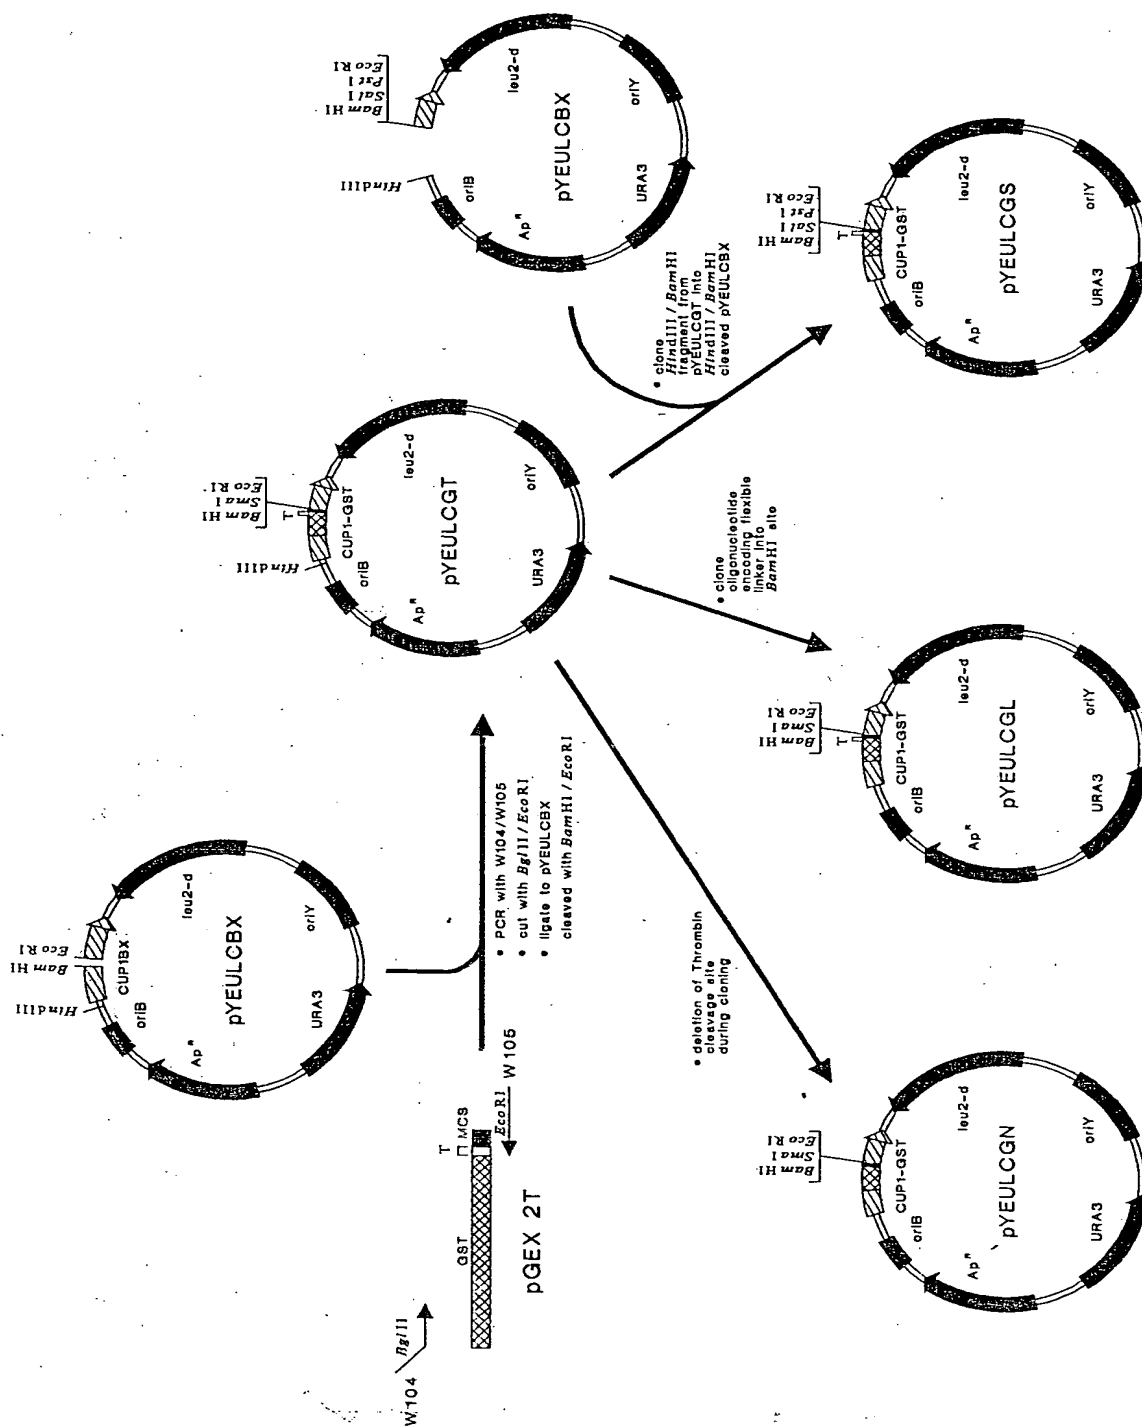 W104
BglII
GST
T
MCS
EcoRI
W105
pGEX 2T
HindIII
BamHI
EcoRI
CUP1BX
oriB
leu2-d
ApR
pYEULCBX
oriY
URA3
• PCR with W104/W105
• cut with BglII/EcoRI
• ligate to pYEULCBX
cleaved with BamHI/EcoRI
HindIII
BamHI
SmaI
EcoRI
T
CUP1-GST
oriB
leu2-d
ApR
pYEULCGT
oriY
URA3
HindIII
BamHI
SalI
PstI
EcoRI
oriB
leu2-d
ApR
pYEULCBX
oriY
URA3
• deletion of Thrombin
cleavage site
during cloning
• clone
oligonucleotide
encoding flexible
linker into
BamHI site
• clone
HindIII/BamHI
fragment from
pYEULCGT into
HindIII/BamHI
cleaved pYEULCBX
BamHI
SmaI
EcoRI
CUP1-GST
oriB
leu2-d
ApR
pYEULCGN
oriY
URA3
BamHI
SmaI
EcoRI
T
CUP1-GST
oriB
leu2-d
ApR
pYEULCGL
oriY
URA3
BamHI
SalI
PstI
EcoRI
T
CUP1-GST
oriB
leu2-d
ApR
pYEULCGS
oriY
URA3